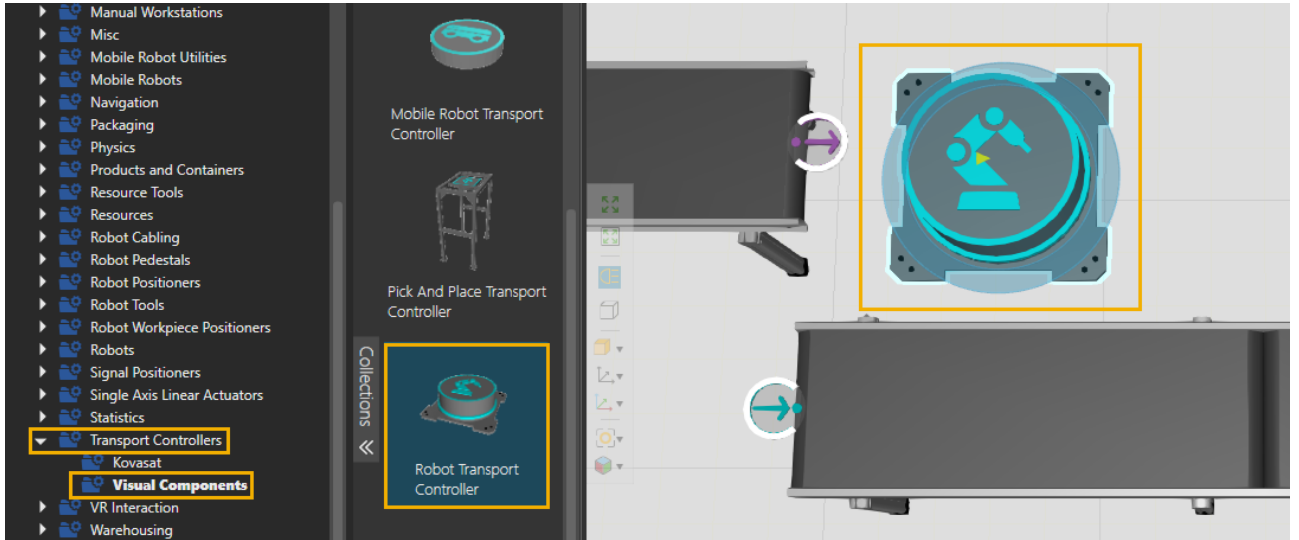 Manual Workstations
Misc
Mobile Robot Utilities
Mobile Robots
Navigation
Packaging
Physics
Products and Containers
Resource Tools
Resources
Robot Cabling
Robot Pedestals
Robot Positioners
Robot Tools
Robot Workpiece Positioners
Robots
Signal Positioners
Single Axis Linear Actuators
Statistics
Transport Controllers
Kovasat
Visual Components
VR Interaction
Warehousing
Collections
Mobile Robot Transport
Controller
Pick And Place Transport
Controller
Robot Transport
Controller